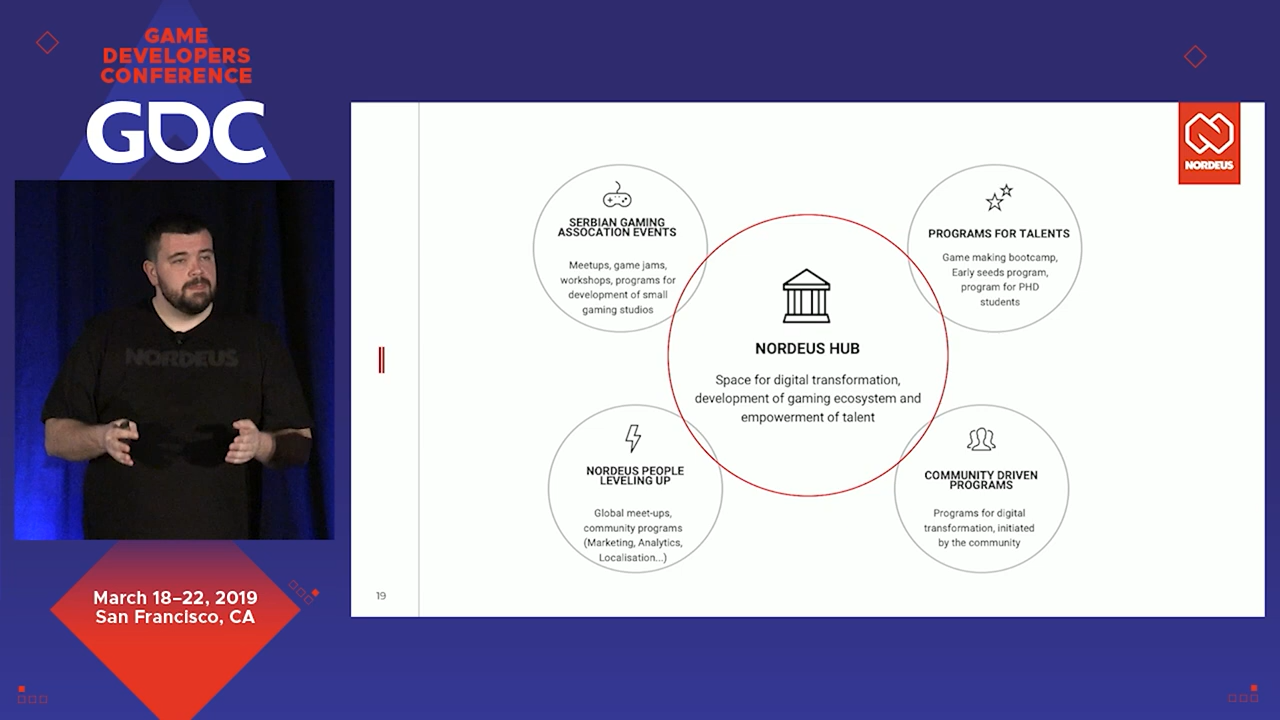 GAME
DEVELOPERS
CONFERENCE
GDC
NORDEUS
March 18–22, 2019
San Francisco, CA
NORDEUS
SERBIAN GAMING
ASSOCATION EVENTS
Meetups, game jams,
workshops, programs for
development of small
gaming studios
PROGRAMS FOR TALENTS
Game making bootcamp,
Early seeds program,
program for PHD
students
NORDEUS HUB
Space for digital transformation,
development of gaming ecosystem and
empowerment of talent
NORDEUS PEOPLE
LEVELING UP
Global meet-ups,
community programs
(Marketing, Analytics,
Localisation...)
COMMUNITY DRIVEN
PROGRAMS
Programs for digital
transformation, initiated
by the community
19